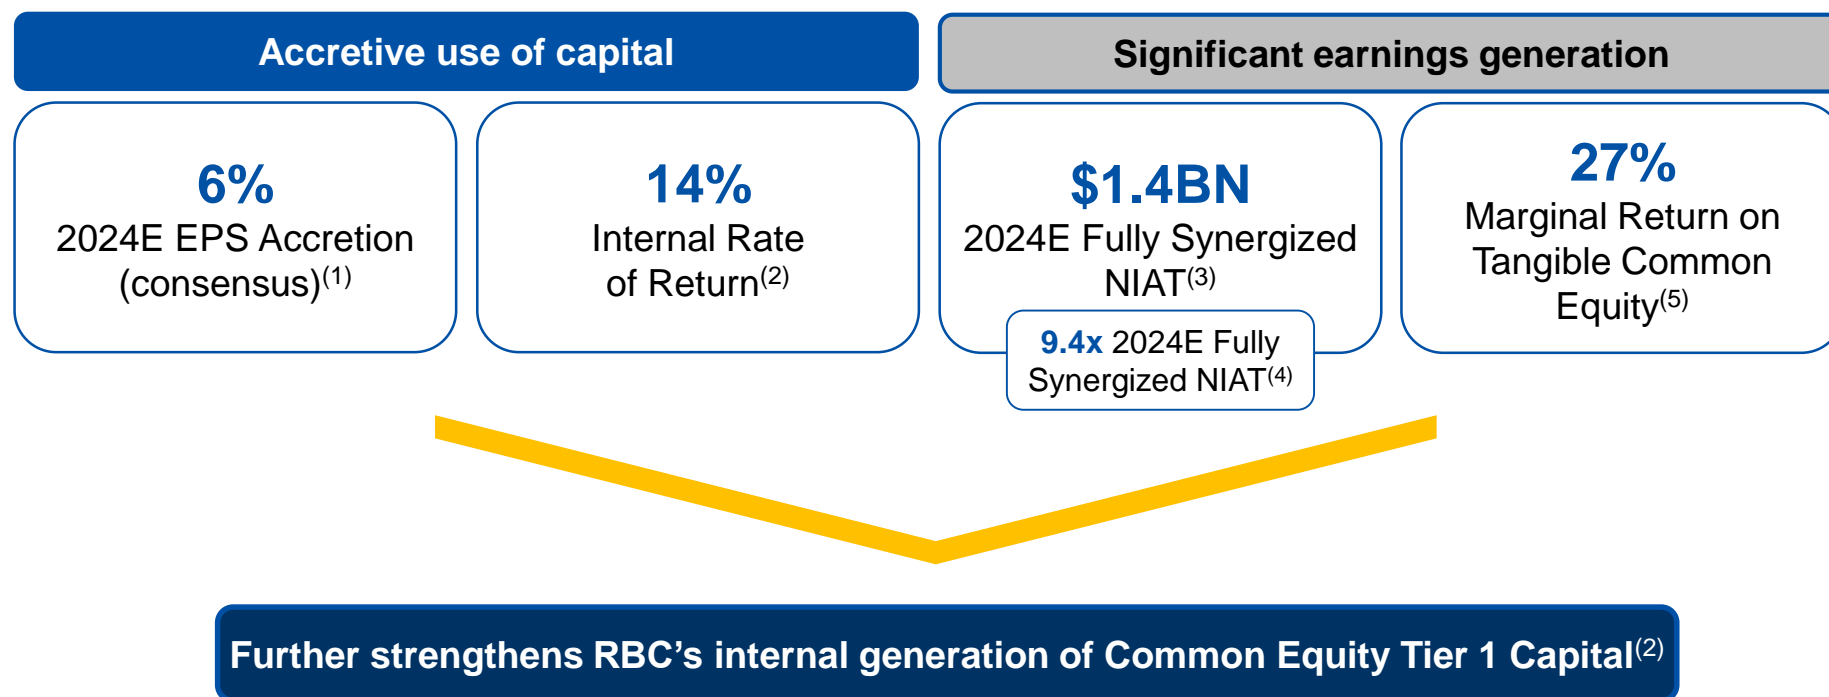 Accretive use of capital
Significant earnings generation
6%
2024E EPS Accretion
(consensus)(1)
14%
Internal Rate
of Return(2)
$1.4BN
2024E Fully Synergized
NIAT(3)
9.4x 2024E Fully
Synergized NIAT(4)
27%
Marginal Return on
Tangible Common
Equity(5)
Further strengthens RBC’s internal generation of Common Equity Tier 1 Capital(2)